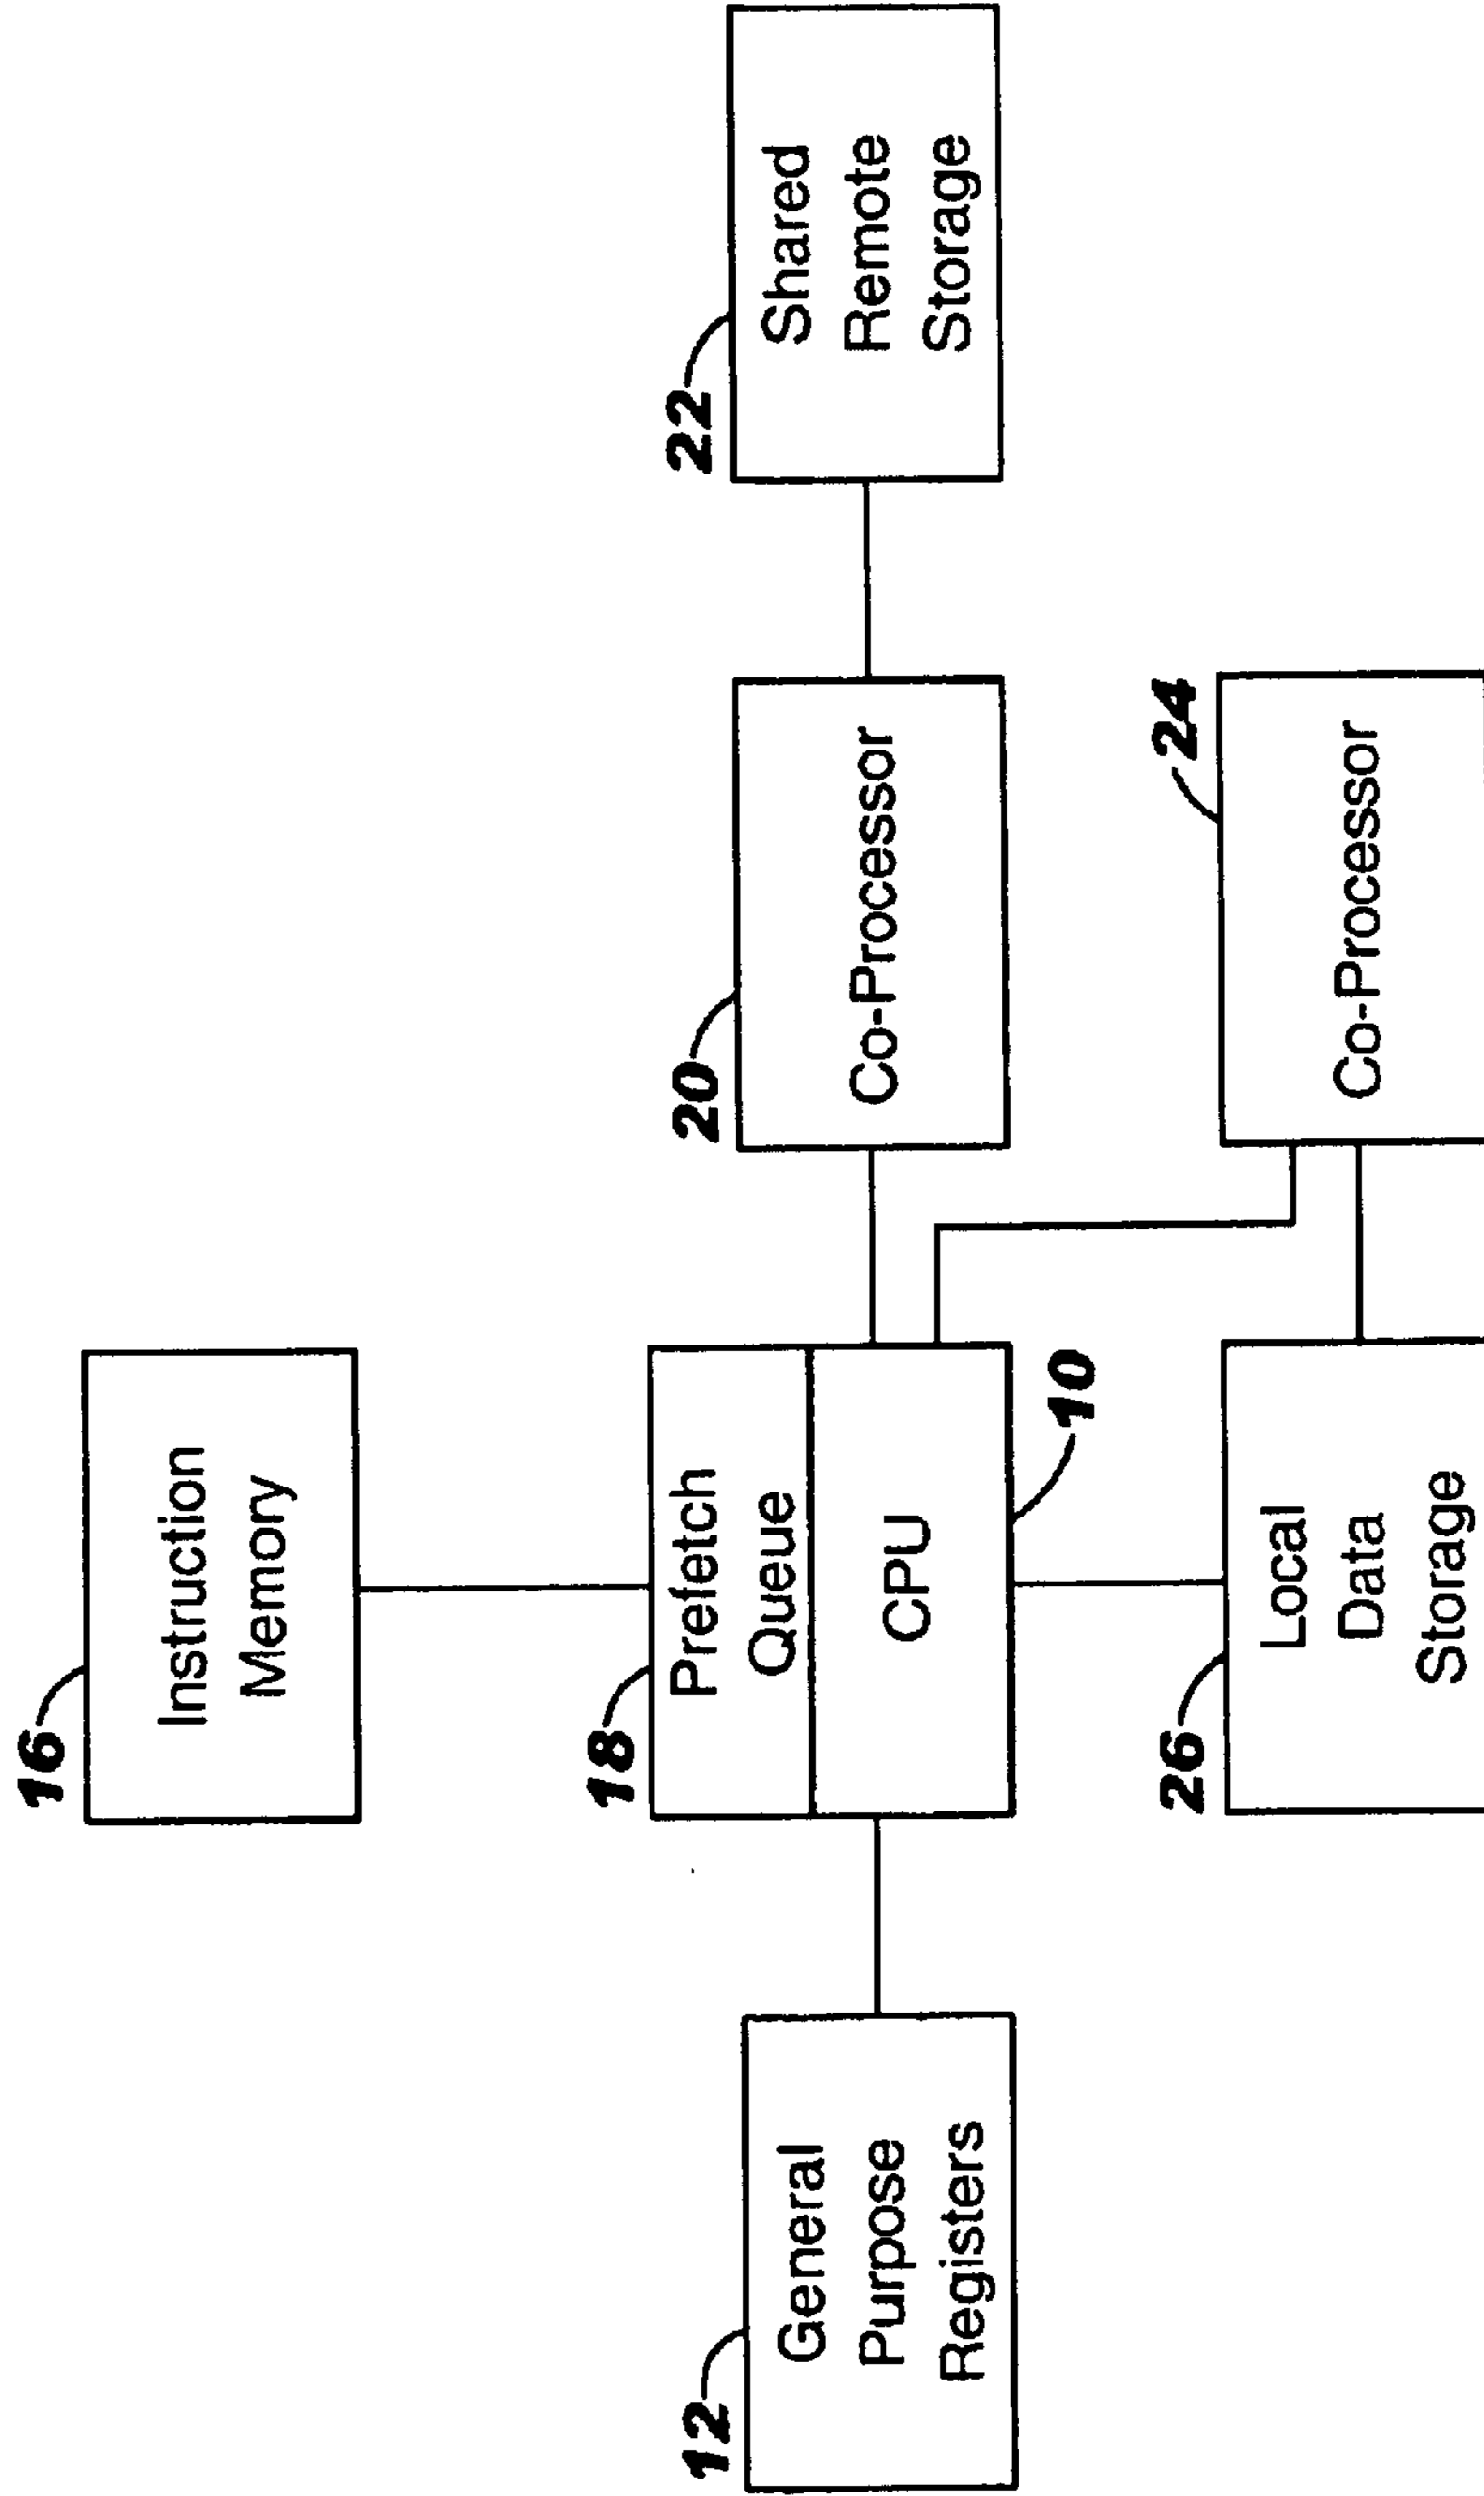 16
Instruction
Memory
18
Prefetch
Queue
CPU
10
12
General
Purpose
Registers
20
Co-Processor
22
Shared
Remote
Storage
26
Local
Data
Storage
24
Co-Processor